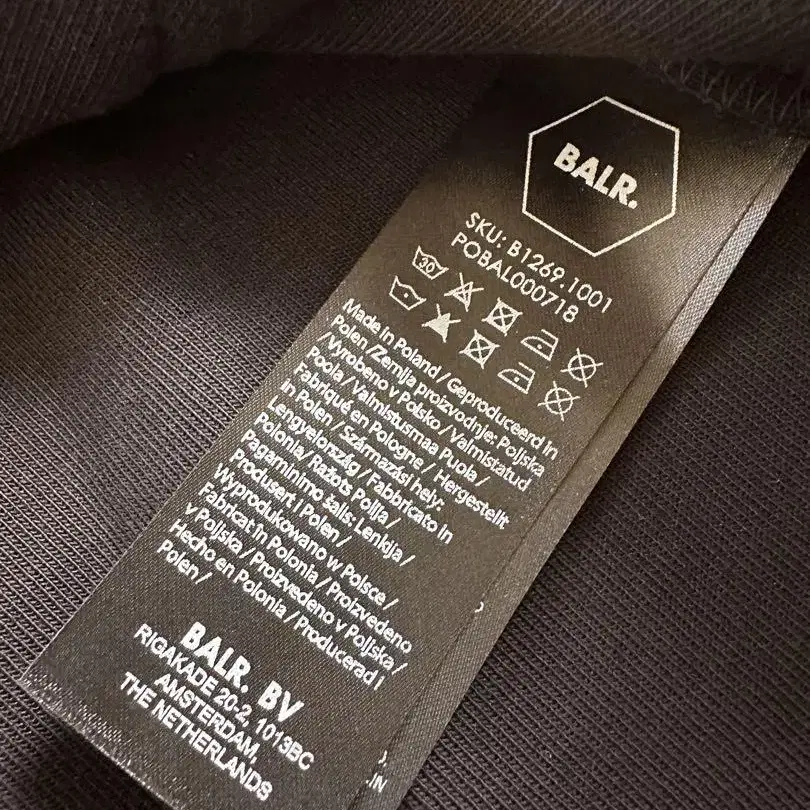 BALR.
SKU: B1269.1001
POBAL000718
30
Made in Poland / Geproduceerd in
Polen /Zemlja proizvodnje: Poljska
/Vyrobeno v Polsko / Valmistatud
Poola / Valmistusmaa Puola /
Fabriqué en Pologne / Hergestellt
in Polen / Származási hely:
Lengyelország / Fabbricato in
Polonia/ Ražots Polija /
Pagaminimo šalis: Lenkija /
Produsert i Polen /
Wyprodukowano w Polsce /
Fabricat în Polonia / Proizvedeno
v Poljska / Proizvedeno v Poljska /
Hecho en Polonia / Producerad i
Polen/
BALR. BV
RIGAKADE 20-2, 1013BC
AMSTERDAM,
THE NETHERLANDS